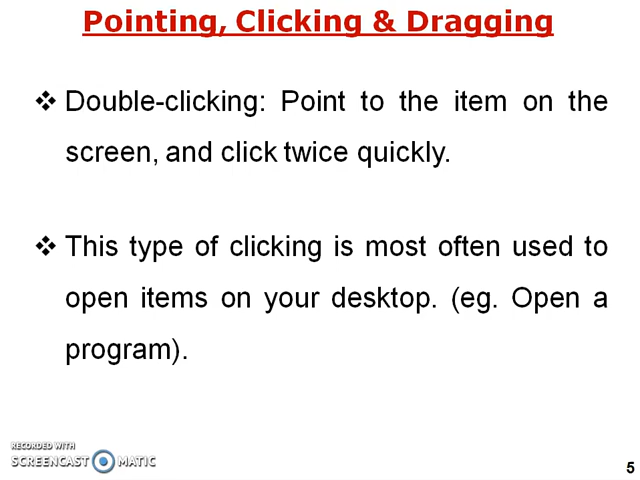 Pointing, Clicking & Dragging
❖ Double-clicking: Point to the item on the
screen, and click twice quickly.
❖ This type of clicking is most often used to
open items on your desktop. (eg. Open a
program).
RECORDED WITH
SCREENCAST MATIC
5